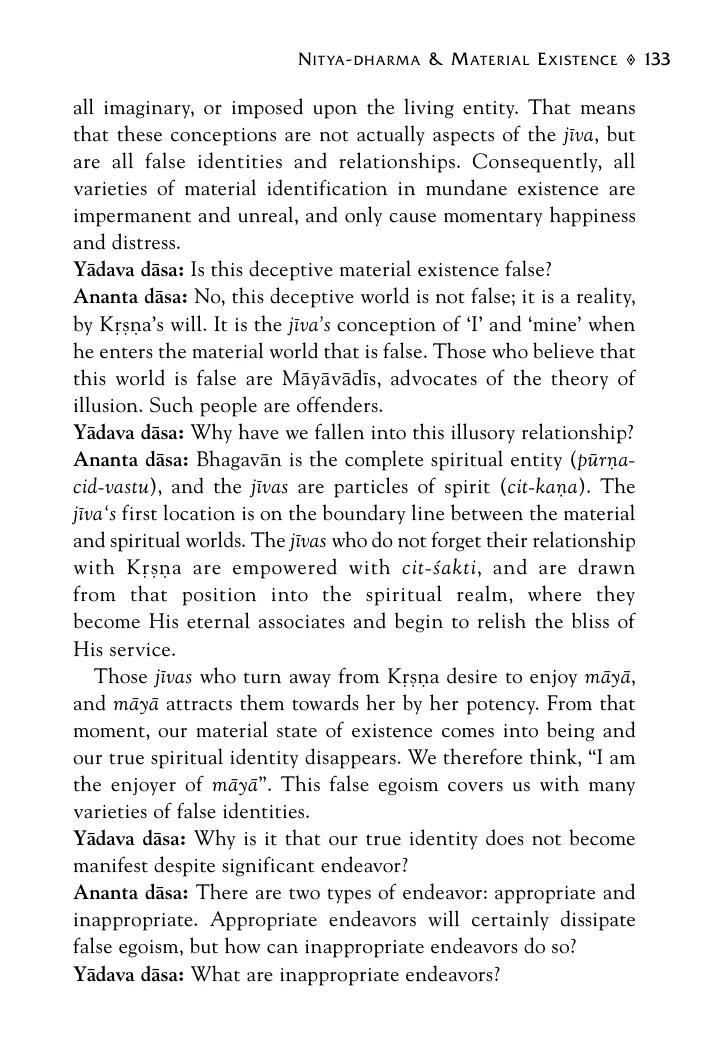 NITYA-DHARMA & MATERIAL EXISTENCE ◊ 133
all imaginary, or imposed upon the living entity. That means
that these conceptions are not actually aspects of the jīva, but
are all false identities and relationships. Consequently, all
varieties of material identification in mundane existence are
impermanent and unreal, and only cause momentary happiness
and distress.
Yādava dāsa: Is this deceptive material existence false?
Ananta dāsa: No, this deceptive world is not false; it is a reality,
by Kṛṣṇa’s will. It is the jīva’s conception of ‘I’ and ‘mine’ when
he enters the material world that is false. Those who believe that
this world is false are Māyāvādīs, advocates of the theory of
illusion. Such people are offenders.
Yādava dāsa: Why have we fallen into this illusory relationship?
Ananta dāsa: Bhagavān is the complete spiritual entity (pūrṇa-
cid-vastu), and the jīvas are particles of spirit (cit-kaṇa). The
jīva‘s first location is on the boundary line between the material
and spiritual worlds. The jīvas who do not forget their relationship
with Kṛṣṇa are empowered with cit-śakti, and are drawn
from that position into the spiritual realm, where they
become His eternal associates and begin to relish the bliss of
His service.
Those jīvas who turn away from Kṛṣṇa desire to enjoy māyā,
and māyā attracts them towards her by her potency. From that
moment, our material state of existence comes into being and
our true spiritual identity disappears. We therefore think, “I am
the enjoyer of māyā”. This false egoism covers us with many
varieties of false identities.
Yādava dāsa: Why is it that our true identity does not become
manifest despite significant endeavor?
Ananta dāsa: There are two types of endeavor: appropriate and
inappropriate. Appropriate endeavors will certainly dissipate
false egoism, but how can inappropriate endeavors do so?
Yādava dāsa: What are inappropriate endeavors?